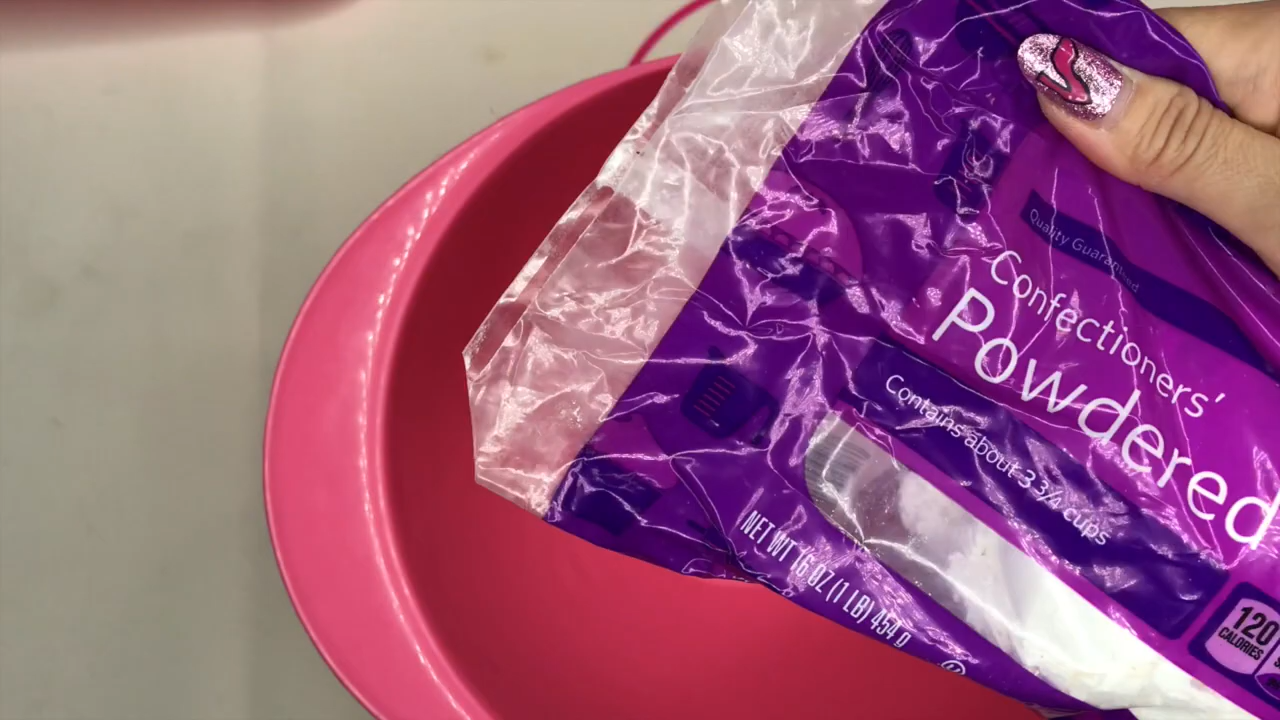 Quality Guaranteed
Confectioners'
Powdered
Contains about 3 3/4 cups
NET WT 16 OZ (1 LB) 454 g
120
CALORIES
U